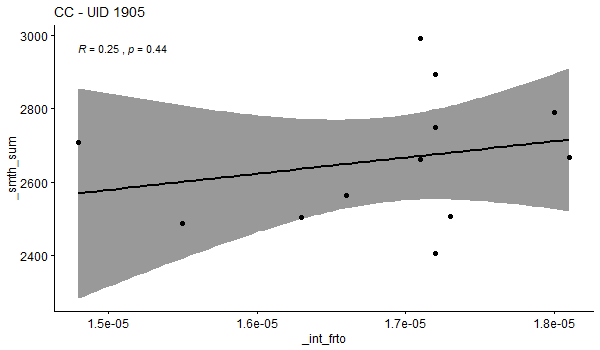 CC - UID 1905
R = 0.25 , p = 0.44
3000
2800
2600
2400
_smth_sum
1.5e-05 1.6e-05 1.7e-05 1.8e-05
_int_frto